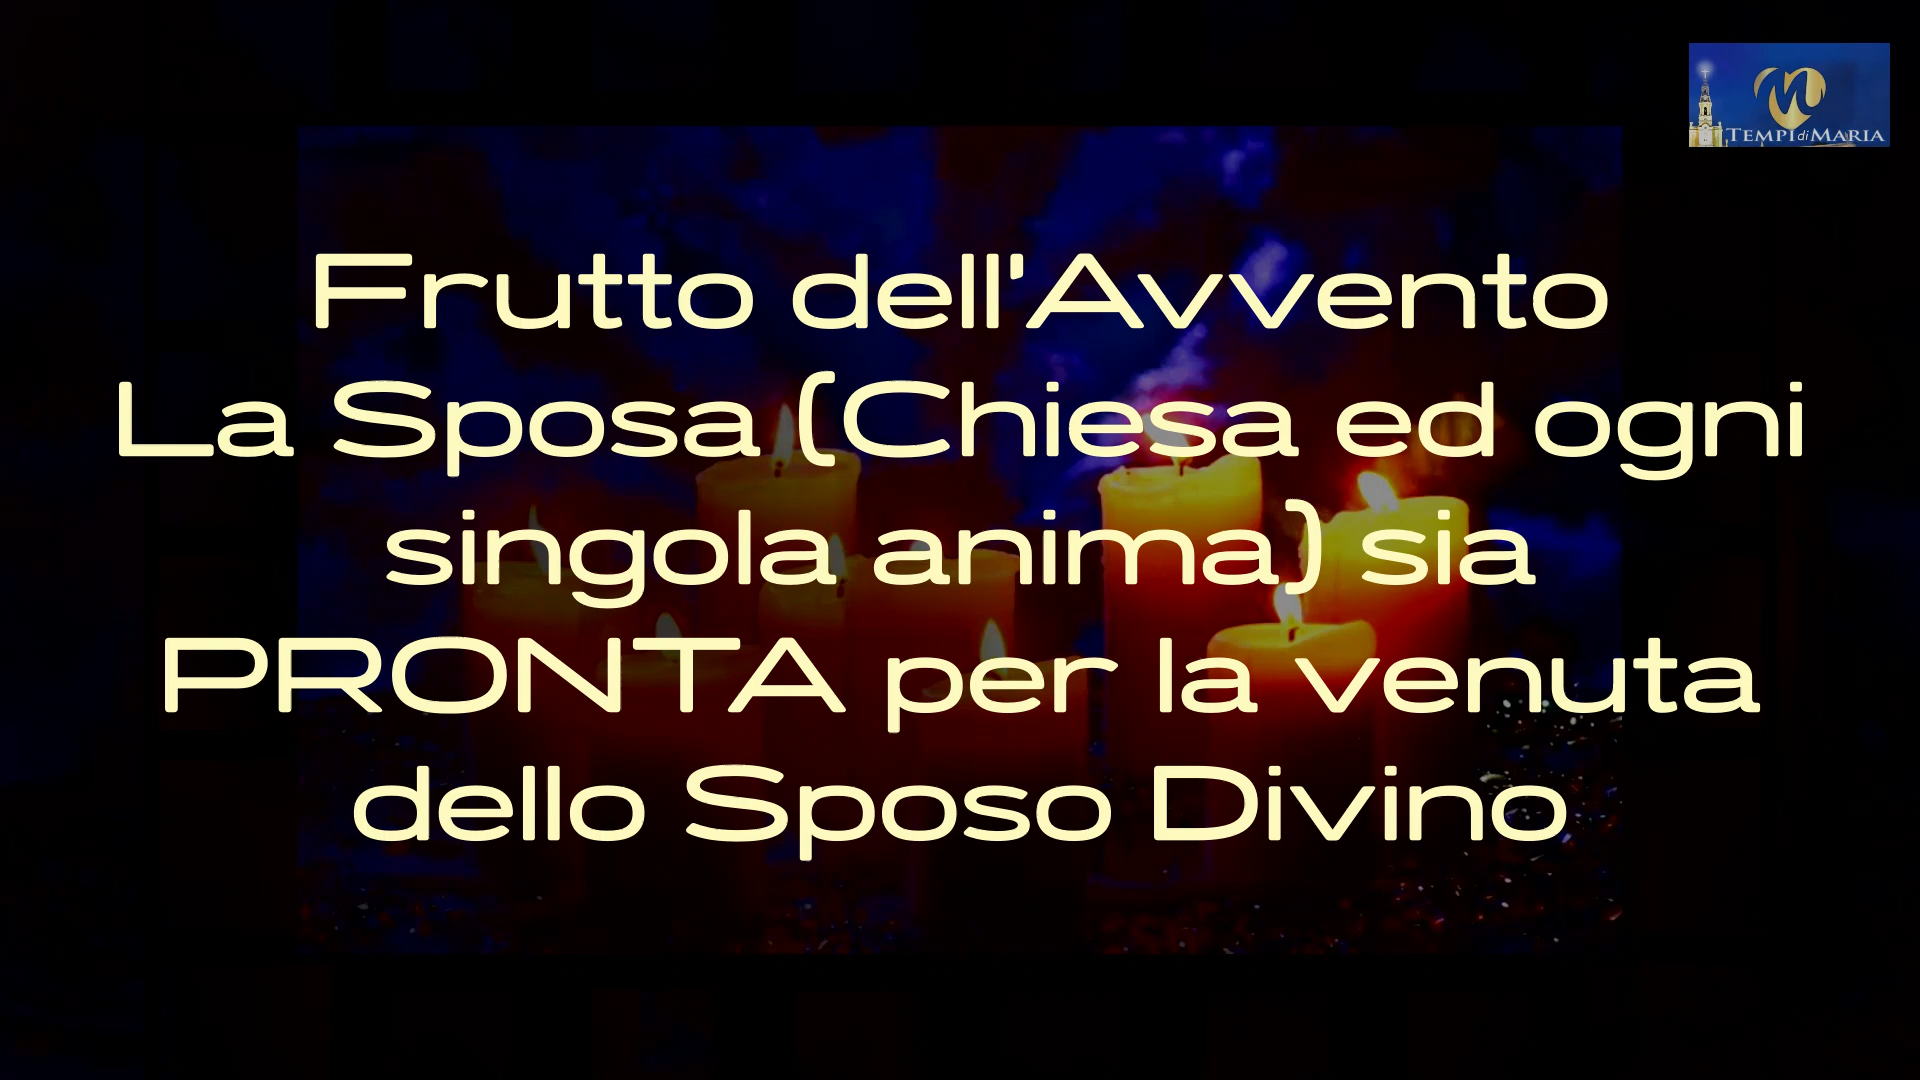 TEMPI di MARIA
Frutto dell'Avvento
La Sposa (Chiesa ed ogni
singola anima) sia
PRONTA per la venuta
dello Sposo Divino